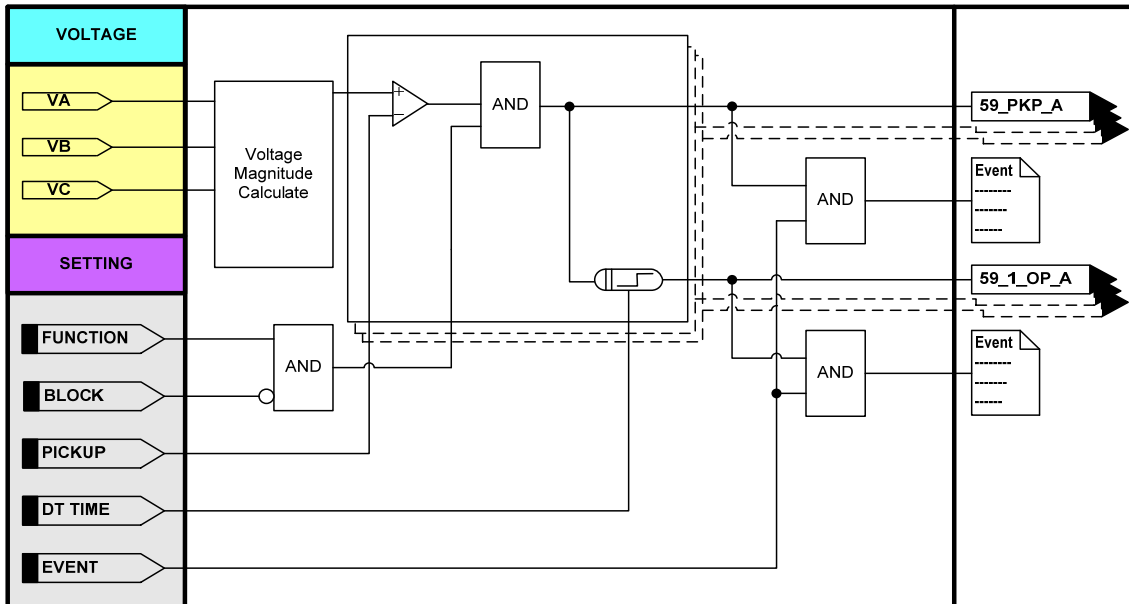 VOLTAGE
VA
VB
VC
SETTING
FUNCTION
BLOCK
PICKUP
DT TIME
EVENT
Voltage
Magnitude
Calculate
+
−
AND
AND
AND
AND
59_PKP_A
Event
--------
-------
------
59_1_OP_A
Event
--------
-------
------